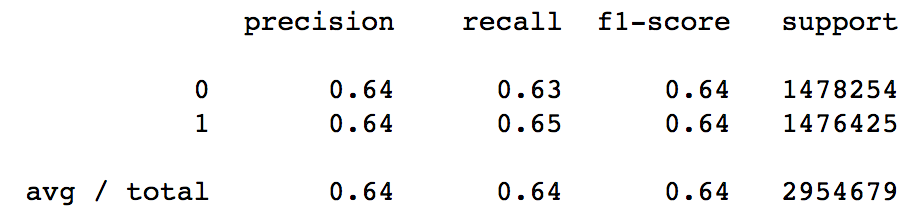 precision recall f1-score support
0 0.64 0.63 0.64 1478254
1 0.64 0.65 0.64 1476425
avg / total 0.64 0.64 0.64 2954679